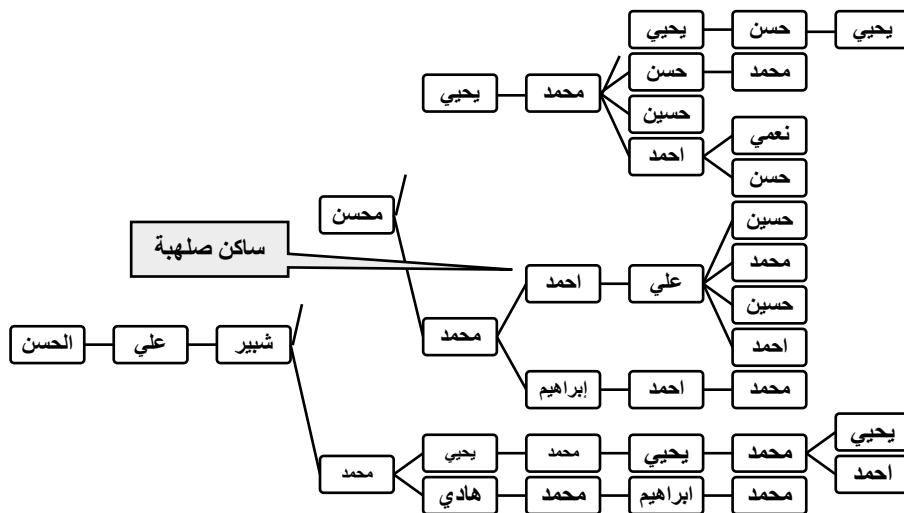 يحيي
حسن
يحيي
يحيي
محمد
حسن
محمد
حسين
احمد
نعمي
حسن
محسن
ساكن صلهبة
احمد
علي
حسين
محمد
حسين
احمد
الحسن
علي
شبير
محمد
إبراهيم
احمد
محمد
محمد
يحيي
محمد
يحيي
محمد
يحيي
احمد
هادي
محمد
ابراهيم
محمد